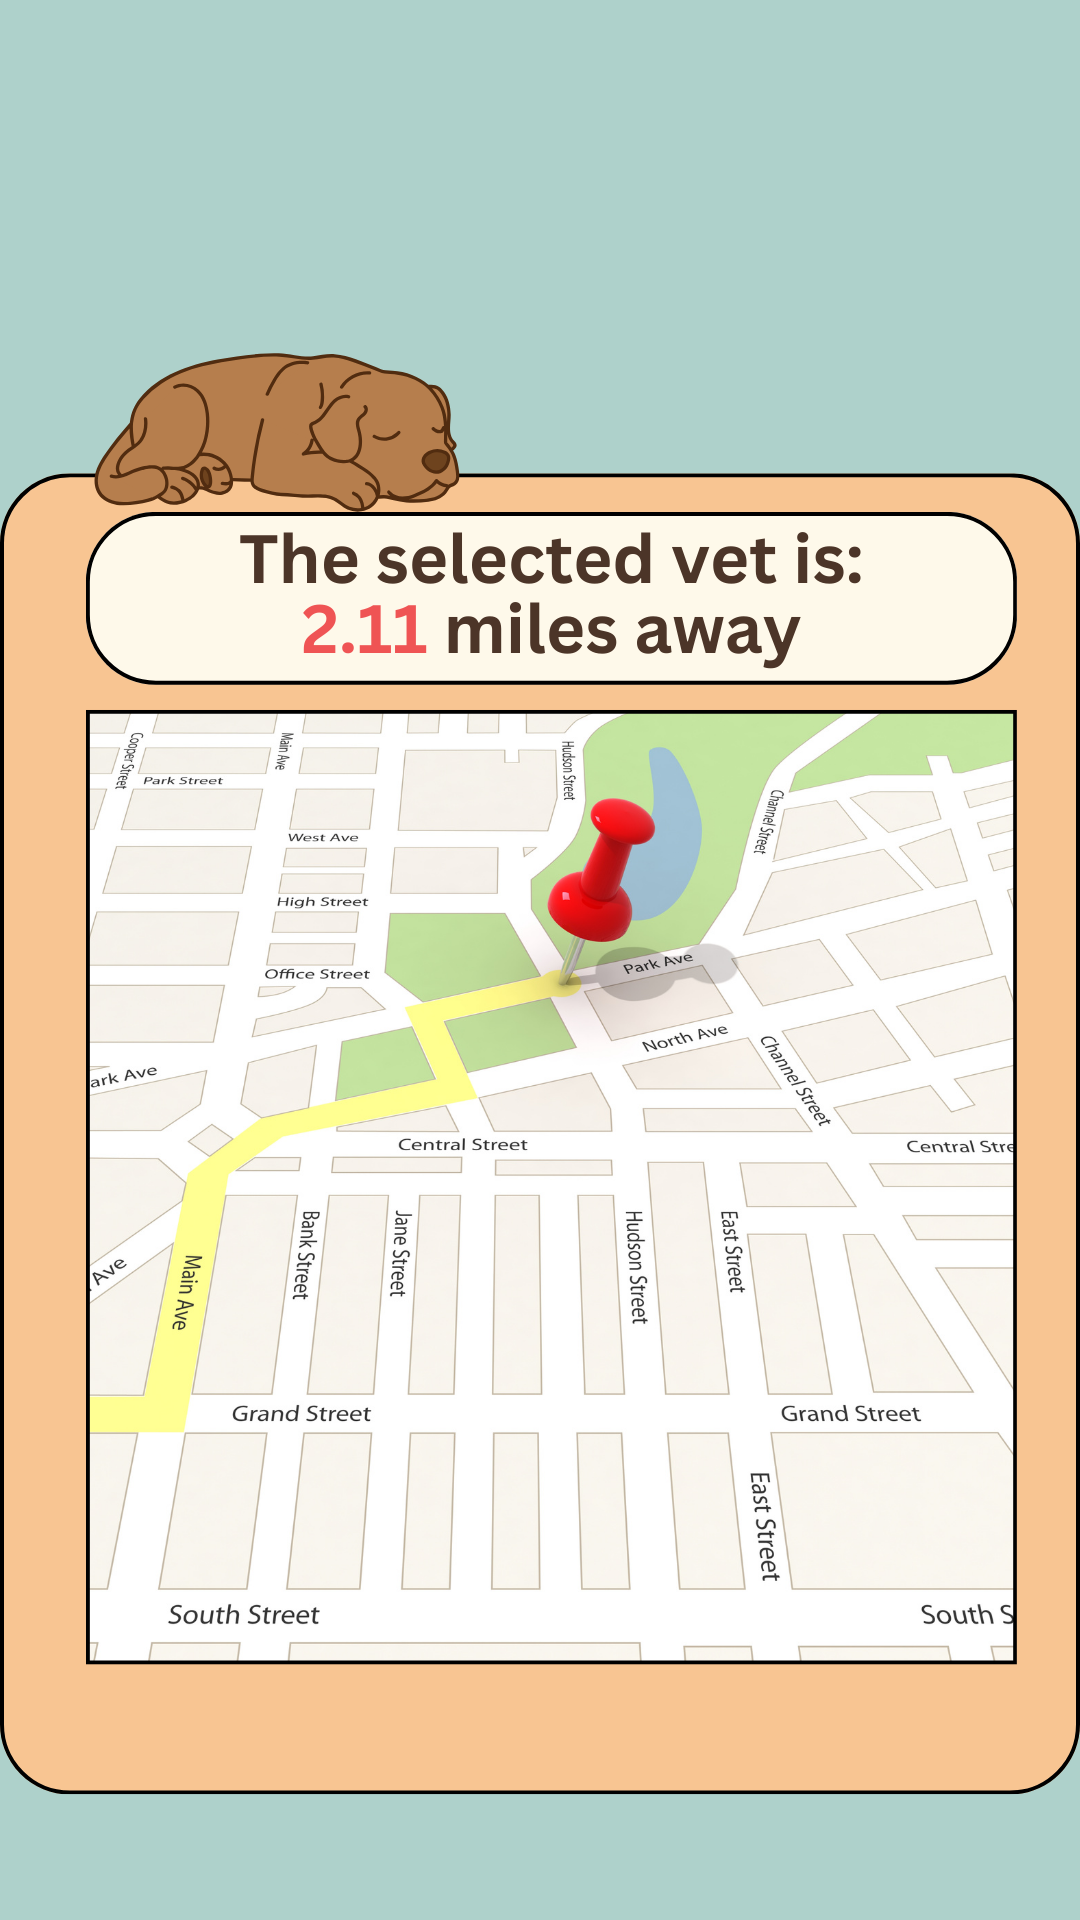 The selected vet is:
2.11 miles away
Cooper Street
Main Ave
Hudson Street
Park Street
Channel Street
West Ave
High Street
Office Street
Park Ave
North Ave
Channel Street
ark Ave
Central Street
Central Stre
Bank Street
Jane Street
Hudson Street
East Street
Main Ave
Ave
Grand Street
Grand Street
East Street
South Street
South S